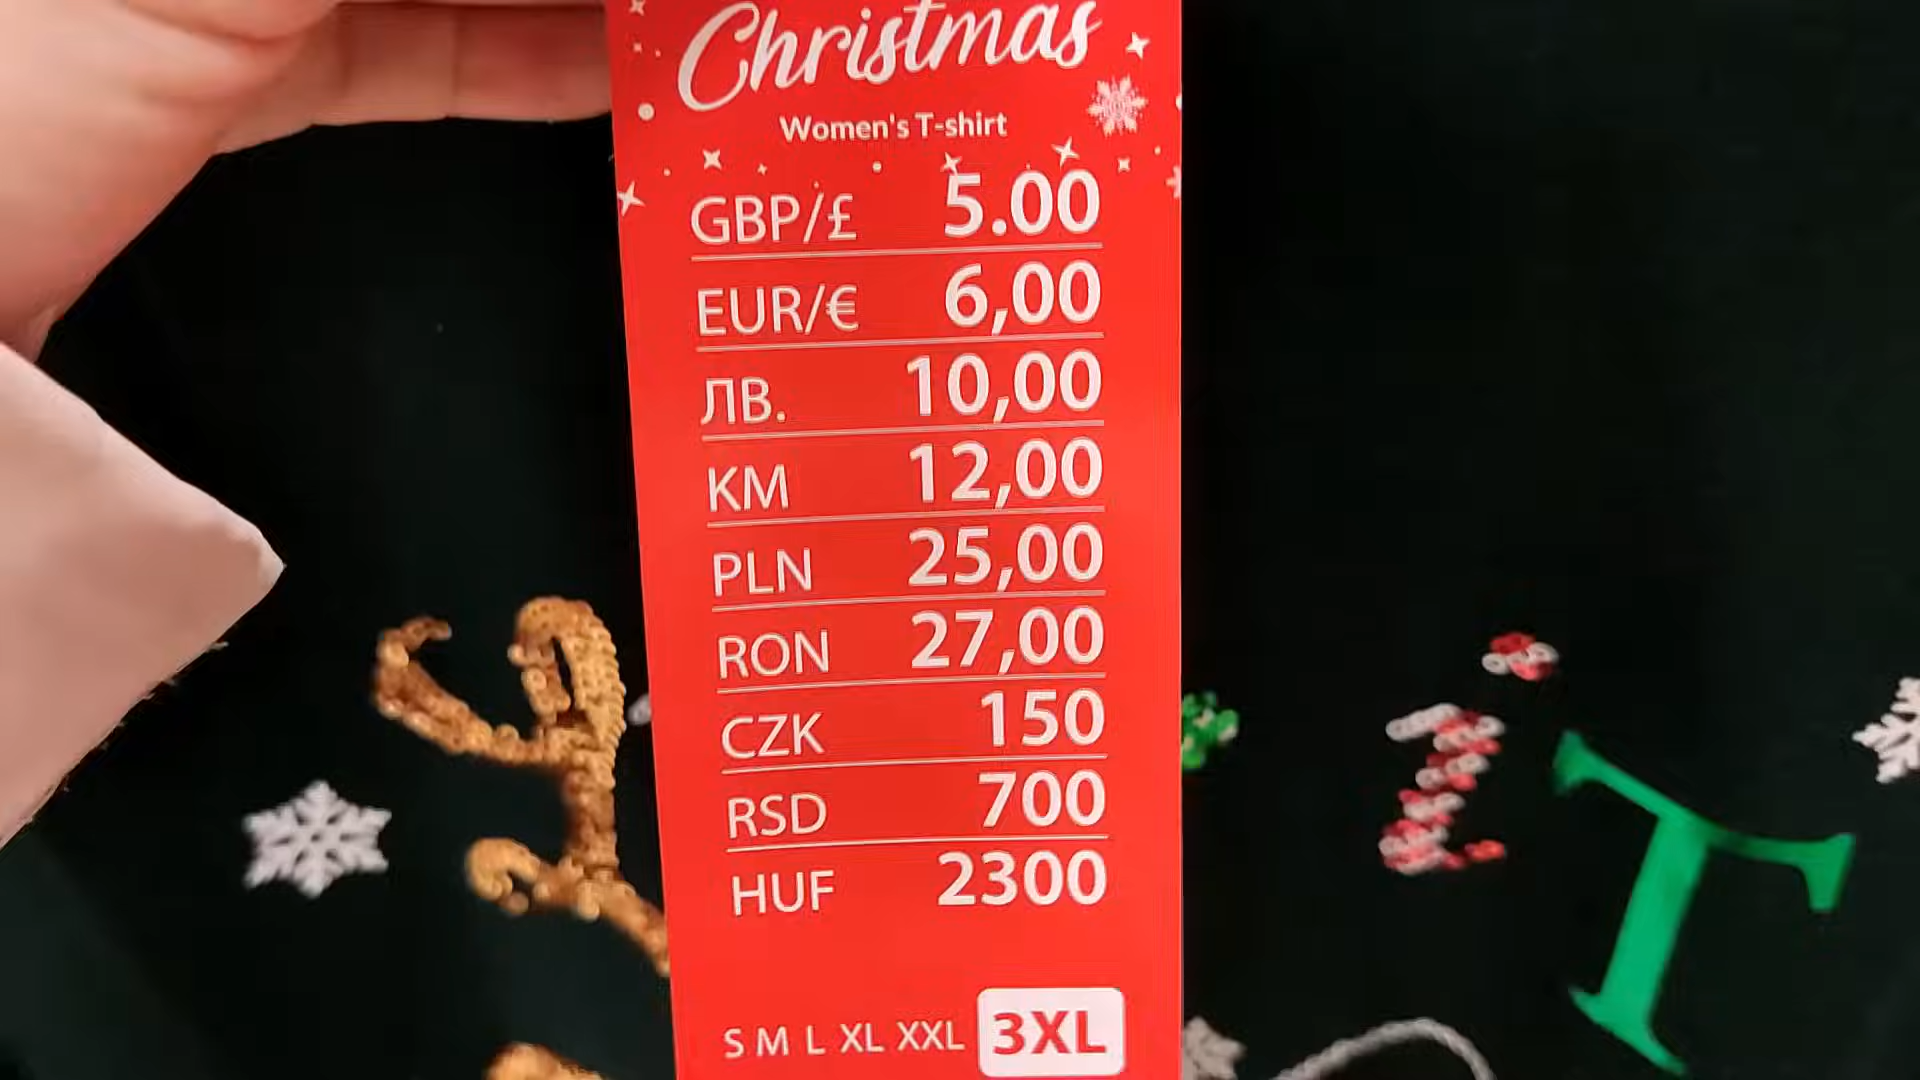 Christmas
Women's T-shirt
GBP/£ 5.00
EUR/€ 6,00
ЛВ. 10,00
KM 12,00
PLN 25,00
RON 27,00
CZK 150
RSD 700
HUF 2300
S M L XL XXL 3XL
T